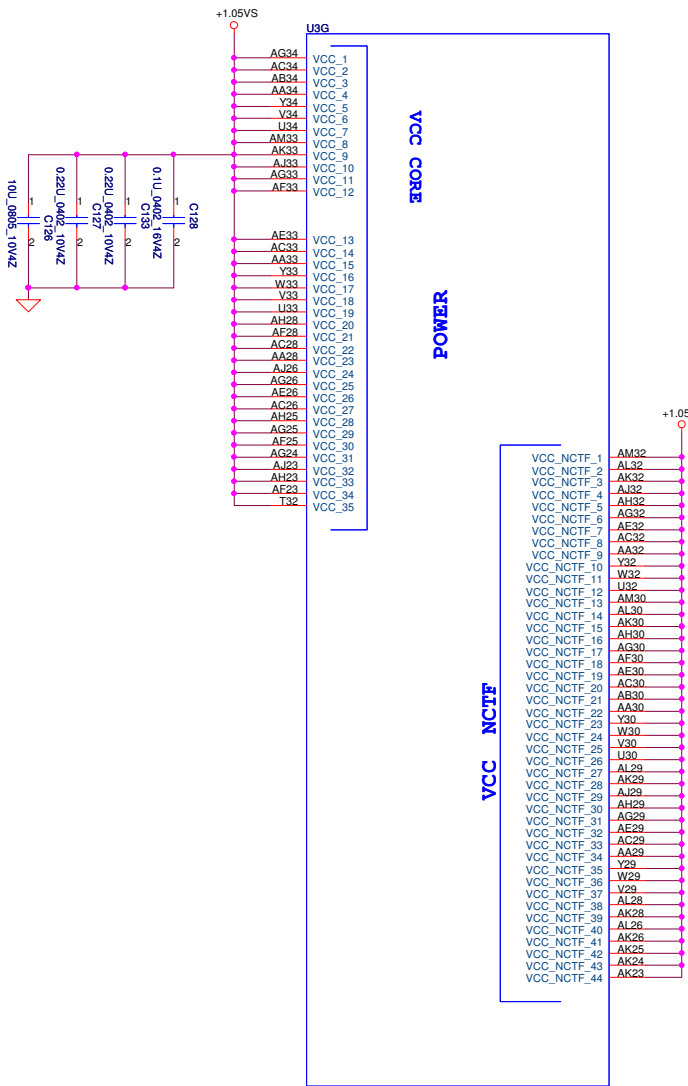 +1.05VS
U3G
AG34 VCC_1
AC34 VCC_2
AB34 VCC_3
AA34 VCC_4
Y34 VCC_5
V34 VCC_6
U34 VCC_7
AM33 VCC_8
AK33 VCC_9
AJ33 VCC_10
AG33 VCC_11
AF33 VCC_12
AE33 VCC_13
AC33 VCC_14
AA33 VCC_15
Y33 VCC_16
W33 VCC_17
V33 VCC_18
U33 VCC_19
AH28 VCC_20
AF28 VCC_21
AC28 VCC_22
AA28 VCC_23
AJ26 VCC_24
AG26 VCC_25
AE26 VCC_26
AC26 VCC_27
AH25 VCC_28
AG25 VCC_29
AF25 VCC_30
AG24 VCC_31
AJ23 VCC_32
AH23 VCC_33
AF23 VCC_34
T32 VCC_35
VCC CORE
POWER
1 1 1 1
2 2 2 2
C128
0.1U_0402_16V4Z
C133
0.22U_0402_10V4Z
C127
0.22U_0402_10V4Z
C126
10U_0805_10V4Z
+1.05
VCC NCTF
VCC_NCTF_1 AM32
VCC_NCTF_2 AL32
VCC_NCTF_3 AK32
VCC_NCTF_4 AJ32
VCC_NCTF_5 AH32
VCC_NCTF_6 AG32
VCC_NCTF_7 AE32
VCC_NCTF_8 AC32
VCC_NCTF_9 AA32
VCC_NCTF_10 Y32
VCC_NCTF_11 W32
VCC_NCTF_12 U32
VCC_NCTF_13 AM30
VCC_NCTF_14 AL30
VCC_NCTF_15 AK30
VCC_NCTF_16 AH30
VCC_NCTF_17 AG30
VCC_NCTF_18 AF30
VCC_NCTF_19 AE30
VCC_NCTF_20 AC30
VCC_NCTF_21 AB30
VCC_NCTF_22 AA30
VCC_NCTF_23 Y30
VCC_NCTF_24 W30
VCC_NCTF_25 V30
VCC_NCTF_26 U30
VCC_NCTF_27 AL29
VCC_NCTF_28 AK29
VCC_NCTF_29 AJ29
VCC_NCTF_30 AH29
VCC_NCTF_31 AG29
VCC_NCTF_32 AE29
VCC_NCTF_33 AC29
VCC_NCTF_34 AA29
VCC_NCTF_35 Y29
VCC_NCTF_36 W29
VCC_NCTF_37 V29
VCC_NCTF_38 AL28
VCC_NCTF_39 AK28
VCC_NCTF_40 AL26
VCC_NCTF_41 AK26
VCC_NCTF_42 AK25
VCC_NCTF_43 AK24
VCC_NCTF_44 AK23